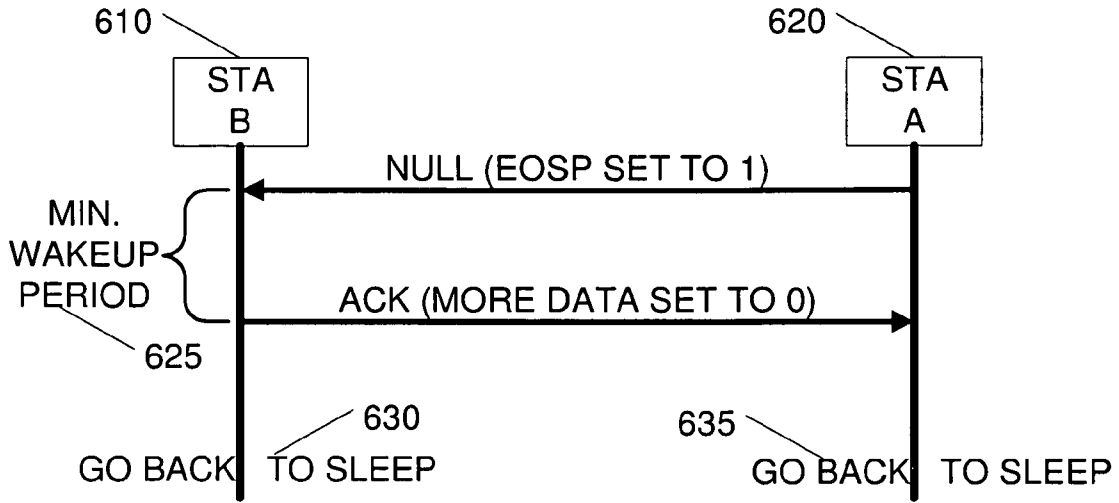 610
620
STA
B
STA
A
NULL (EOSP SET TO 1)
MIN.
WAKEUP
PERIOD
ACK (MORE DATA SET TO 0)
625
630
635
GO BACK TO SLEEP
GO BACK TO SLEEP